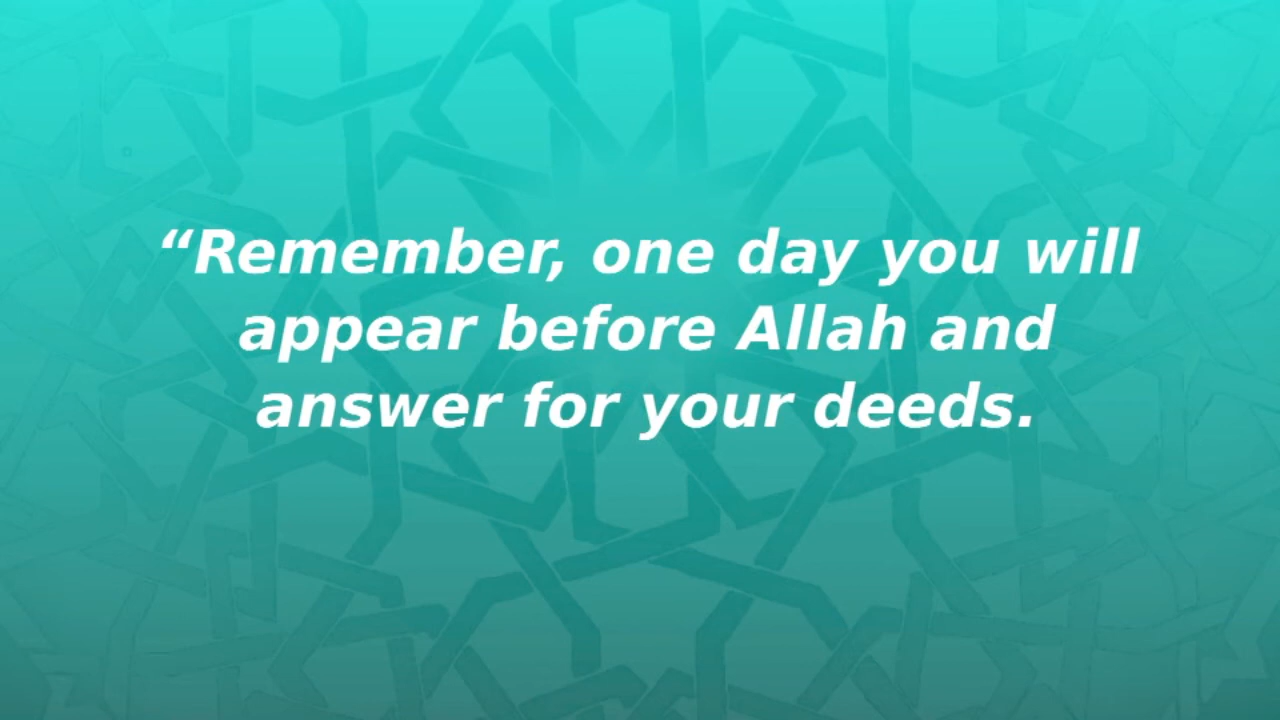 “Remember, one day you will
appear before Allah and
answer for your deeds.